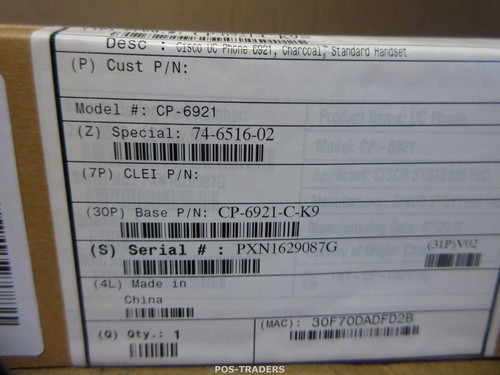 Desc : Cisco UC Phone 6921, Charcoal, Standard Handset
(P) Cust P/N:
Model #: CP-6921
(Z) Special: 74-6516-02
(7P) CLEI P/N:
(30P) Base P/N: CP-6921-C-K9
(S) Serial # : PXN1629087G
(31P)V02
(4L) Made in
China
(Q) Qty.: 1
(MAC): 30F70DADFD2B
POS-TRADERS